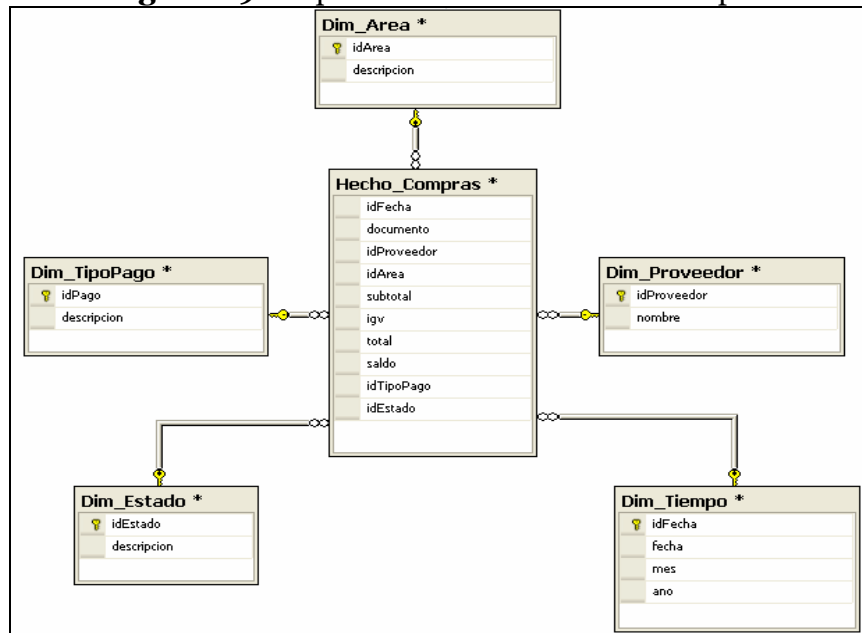 Dim_Area *
idArea
descripcion
Hecho_Compras *
idFecha
documento
idProveedor
idArea
subtotal
igv
total
saldo
idTipoPago
idEstado
Dim_TipoPago *
idPago
descripcion
Dim_Proveedor *
idProveedor
nombre
Dim_Estado *
idEstado
descripcion
Dim_Tiempo *
idFecha
fecha
mes
ano